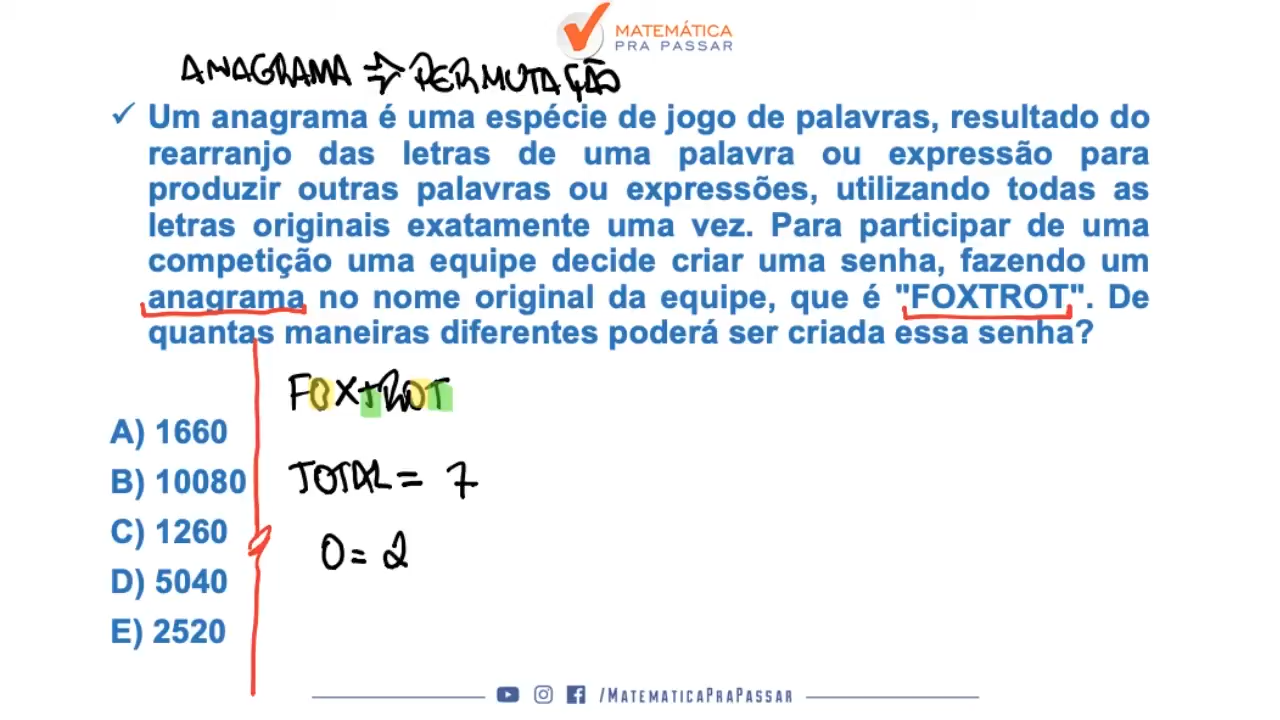 MATEMÁTICA
PRA PASSAR
ANAGRAMA ⇒ PERMUTAÇÃO
✓ Um anagrama é uma espécie de jogo de palavras, resultado do
rearranjo das letras de uma palavra ou expressão para
produzir outras palavras ou expressões, utilizando todas as
letras originais exatamente uma vez. Para participar de uma
competição uma equipe decide criar uma senha, fazendo um
anagrama no nome original da equipe, que é "FOXTROT". De
quantas maneiras diferentes poderá ser criada essa senha?
FOXTROT
A) 1660
TOTAL = 7
B) 10080
C) 1260
O = 2
D) 5040
E) 2520
/MATEMATICAPRAPASSAR